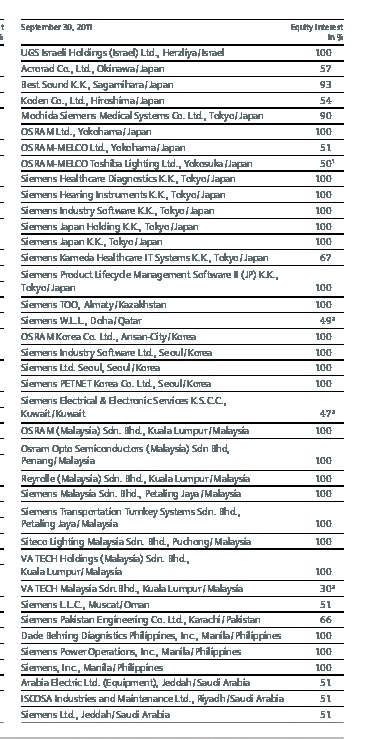 t
September 30, 2011 Equity interest
% in %
UGS Israeli Holdings (Israel) Ltd., Herzliya/Israel 100
Acrorad Co., Ltd., Okinawa/Japan 57
Best Sound K.K., Sagamihara/Japan 93
Koden Co., Ltd., Hiroshima/Japan 54
Mochida Siemens Medical Systems Co. Ltd., Tokyo/Japan 90
OSRAM Ltd., Yokohama/Japan 100
OSRAM-MELCO Ltd., Yokohama/Japan 51
OSRAM-MELCO Toshiba Lighting Ltd., Yokosuka/Japan 50¹
Siemens Healthcare Diagnostics K.K., Tokyo/Japan 100
Siemens Hearing Instruments K.K., Tokyo/Japan 100
Siemens Industry Software K.K., Tokyo/Japan 100
Siemens Japan Holding K.K., Tokyo/Japan 100
Siemens Japan K.K., Tokyo/Japan 100
Siemens Kameda Healthcare IT Systems K.K., Tokyo/Japan 67
Siemens Product Lifecycle Management Software II (JP) K.K.,
Tokyo/Japan 100
Siemens TOO, Almaty/Kazakhstan 100
Siemens W.L.L., Doha/Qatar 49²
OSRAM Korea Co. Ltd., Ansan-City/Korea 100
Siemens Industry Software Ltd., Seoul/Korea 100
Siemens Ltd. Seoul, Seoul/Korea 100
Siemens PETNET Korea Co. Ltd., Seoul/Korea 100
Siemens Electrical & Electronic Services K.S.C.C.,
Kuwait/Kuwait 47²
OSRAM (Malaysia) Sdn. Bhd., Kuala Lumpur/Malaysia 100
Osram Opto Semiconductors (Malaysia) Sdn Bhd,
Penang/Malaysia 100
Reyrolle (Malaysia) Sdn. Bhd., Kuala Lumpur/Malaysia 100
Siemens Malaysia Sdn. Bhd., Petaling Jaya/Malaysia 100
Siemens Transportation Turnkey Systems Sdn. Bhd.,
Petaling Jaya/Malaysia 100
Siteco Lighting Malaysia Sdn. Bhd., Puchong/Malaysia 100
VA TECH Holdings (Malaysia) Sdn. Bhd.,
Kuala Lumpur/Malaysia 100
VA TECH Malaysia Sdn.Bhd., Kuala Lumpur/Malaysia 30²
Siemens L.L.C., Muscat/Oman 51
Siemens Pakistan Engineering Co. Ltd., Karachi/Pakistan 66
Dade Behring Diagnistics Philippines, Inc., Manila/Philippines 100
Siemens Power Operations, Inc., Manila/Philippines 100
Siemens, Inc., Manila/Philippines 100
Arabia Electric Ltd. (Equipment), Jeddah/Saudi Arabia 51
ISCOSA Industries and Maintenance Ltd., Riyadh/Saudi Arabia 51
Siemens Ltd., Jeddah/Saudi Arabia 51